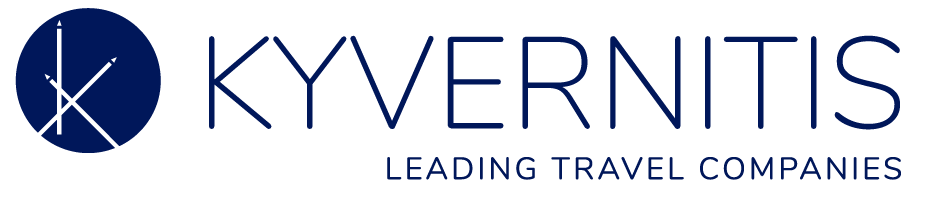 KYVERNITIS
LEADING TRAVEL COMPANIES